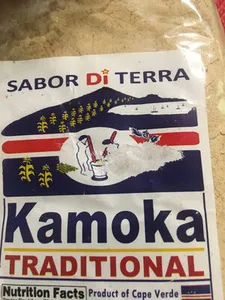 SABOR Di TERRA
Kamoka
TRADITIONAL
Nutrition Facts Product of Cape Verde